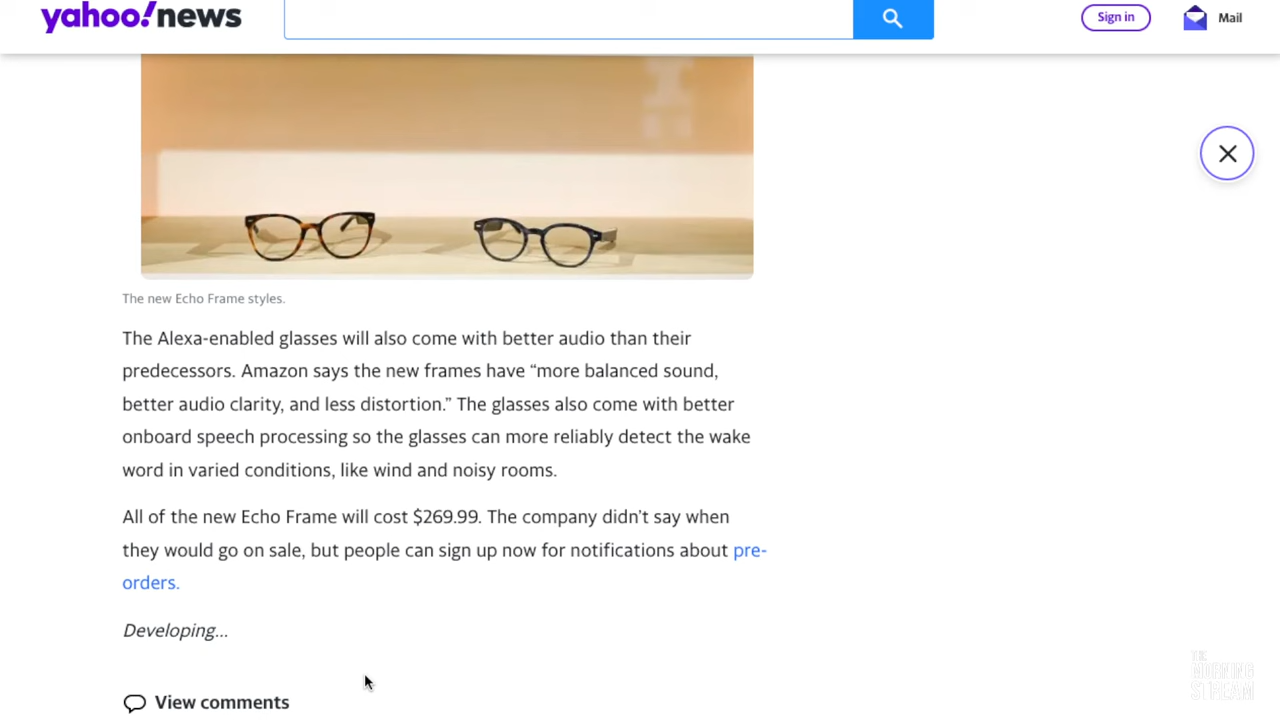 yahoo!news
Sign in
Mail
The new Echo Frame styles.
The Alexa-enabled glasses will also come with better audio than their
predecessors. Amazon says the new frames have “more balanced sound,
better audio clarity, and less distortion.” The glasses also come with better
onboard speech processing so the glasses can more reliably detect the wake
word in varied conditions, like wind and noisy rooms.
All of the new Echo Frame will cost $269.99. The company didn’t say when
they would go on sale, but people can sign up now for notifications about pre-
orders.
Developing...
View comments
THE
MORNING
STREAM